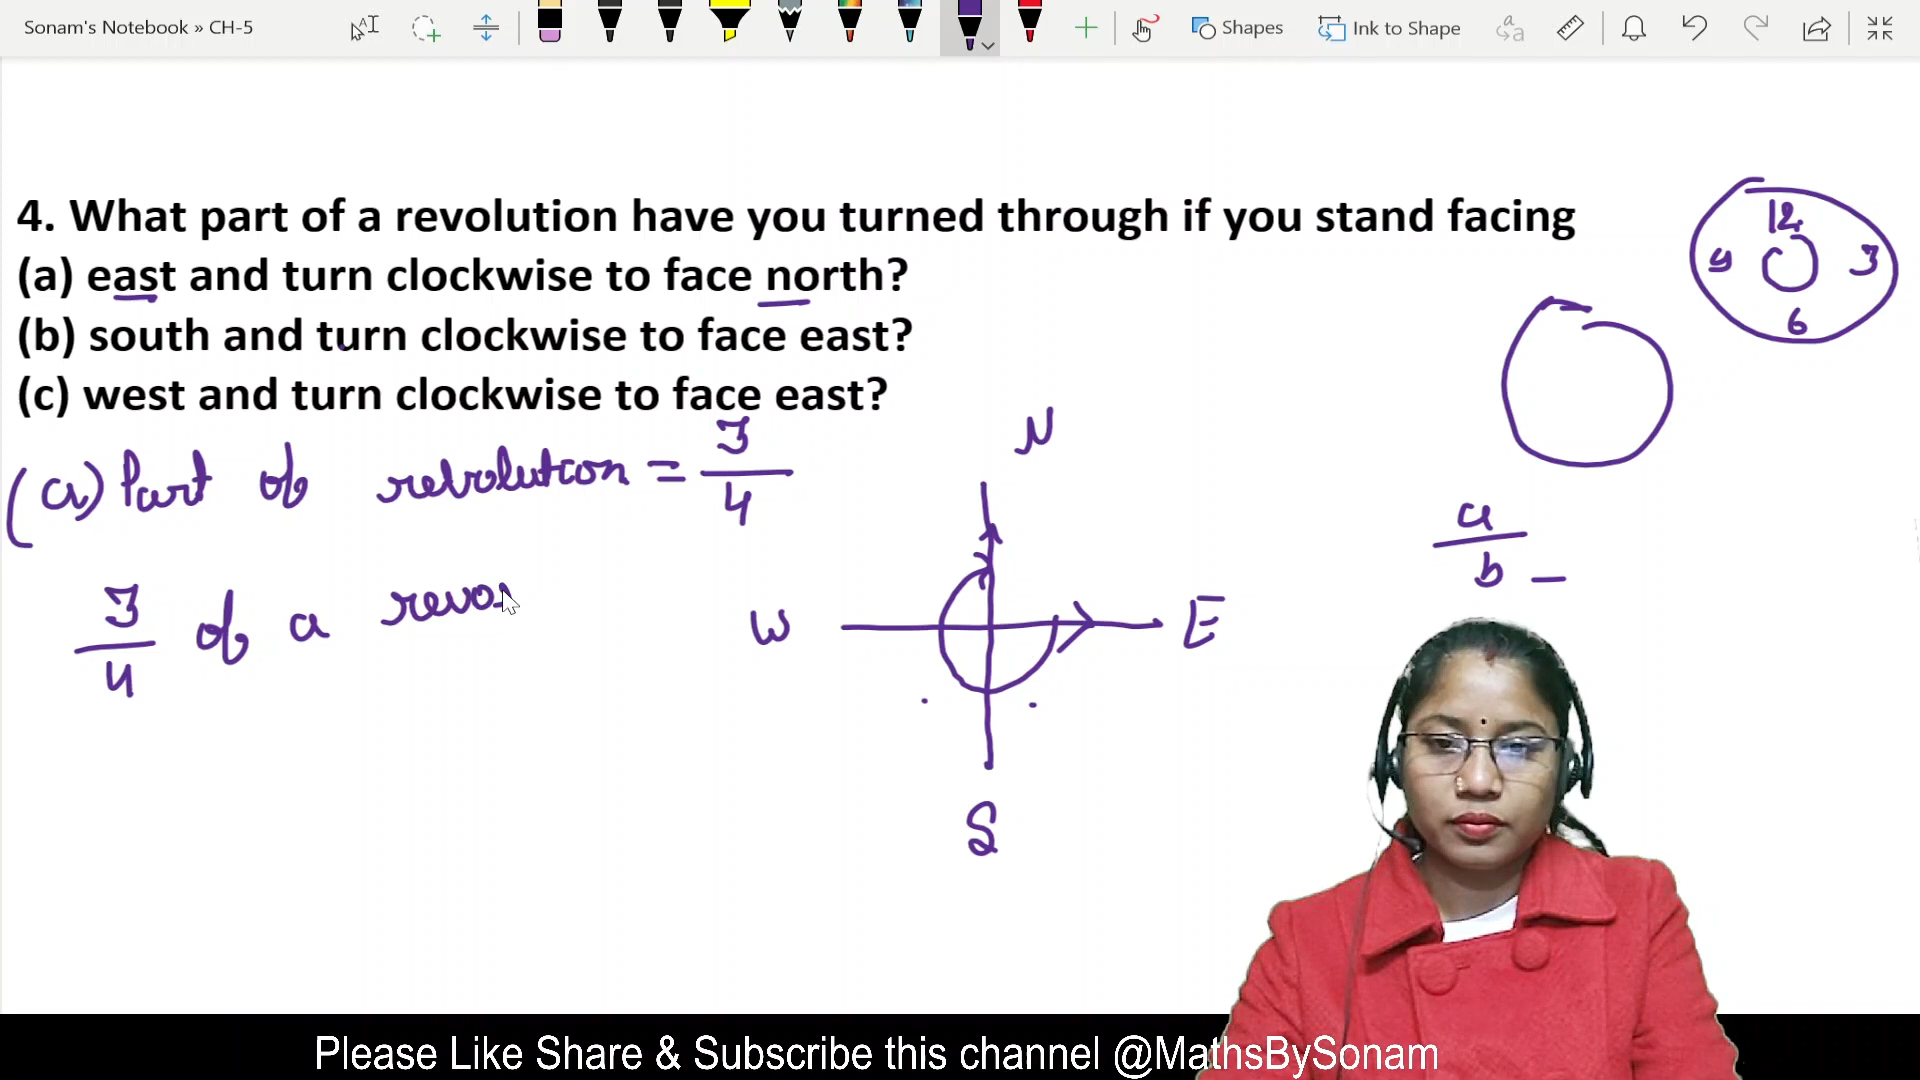 Sonam's Notebook » CH-5
Shapes
Ink to Shape
4. What part of a revolution have you turned through if you stand facing
(a) east and turn clockwise to face north?
(b) south and turn clockwise to face east?
(c) west and turn clockwise to face east?
12
9 3
6
(a) Part of revolution = 3/4
N
3/4 of a revo
W E
S
a/b –
Please Like Share & Subscribe this channel @MathsBySonam